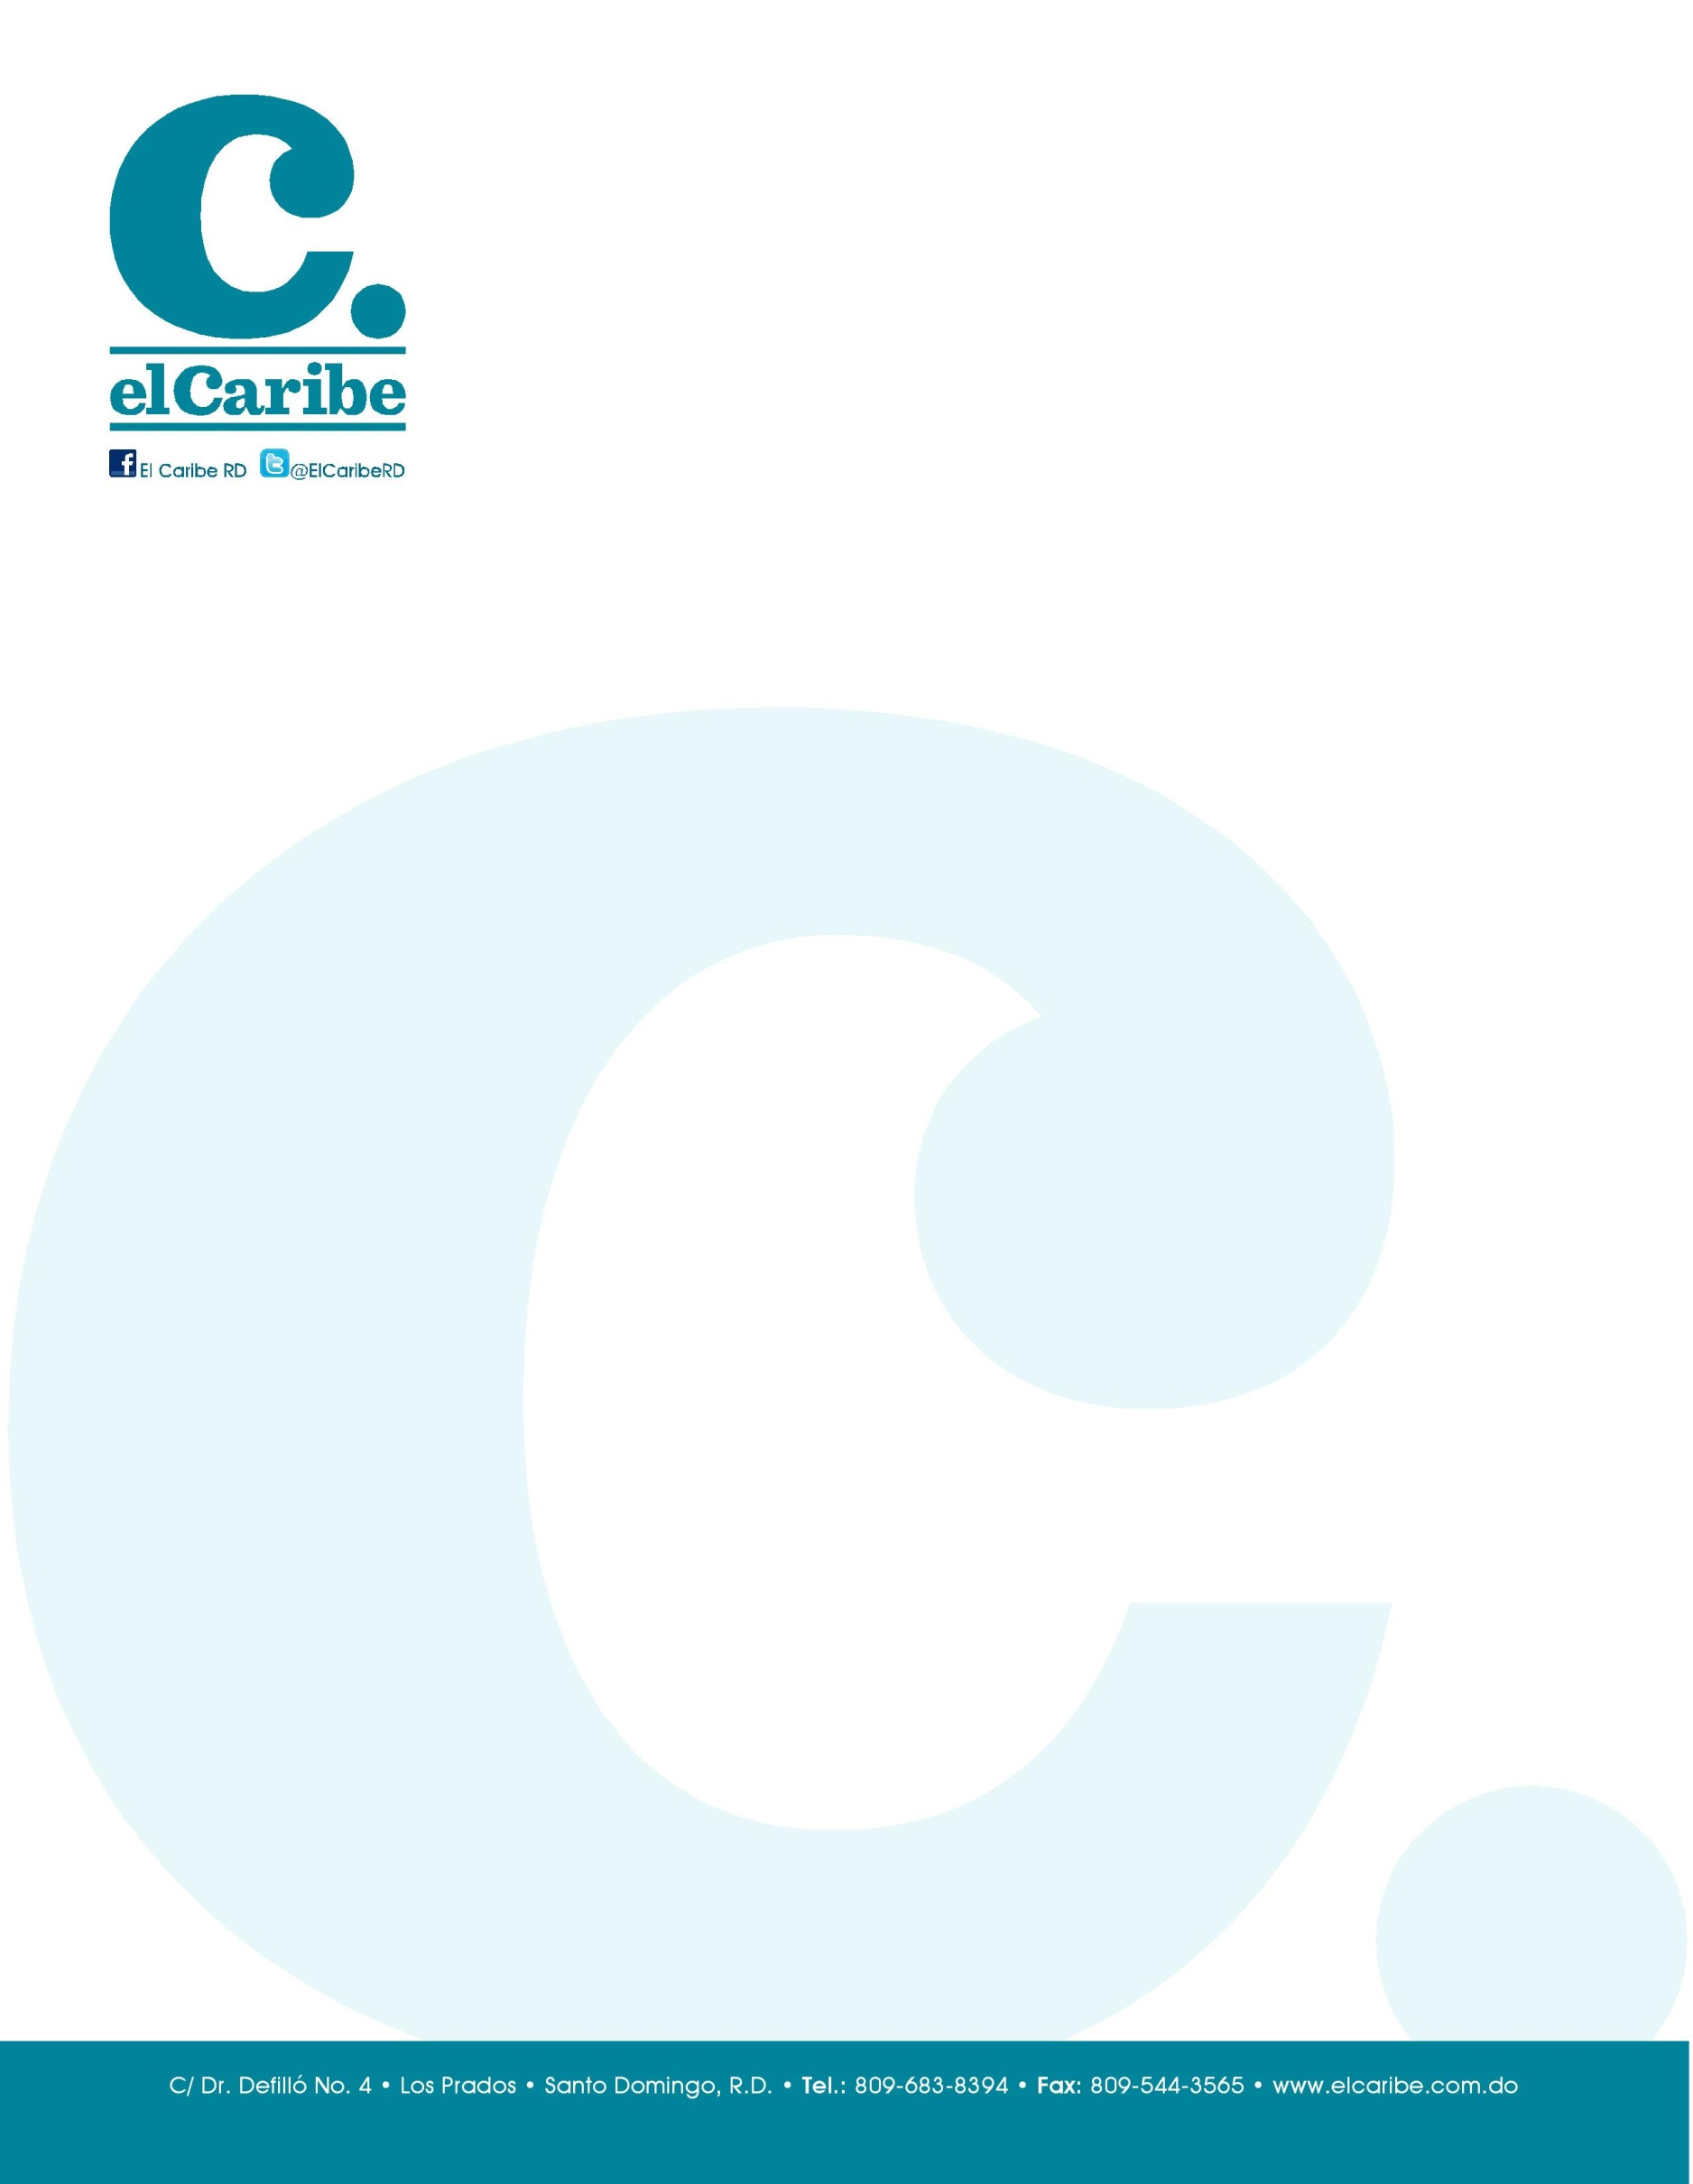 C.
elCaribe
El Caribe RD @ElCaribeRD
C.
C/ Dr. Defilló No. 4 • Los Prados • Santo Domingo, R.D. • Tel.: 809-683-8394 • Fax: 809-544-3565 • www.elcaribe.com.do